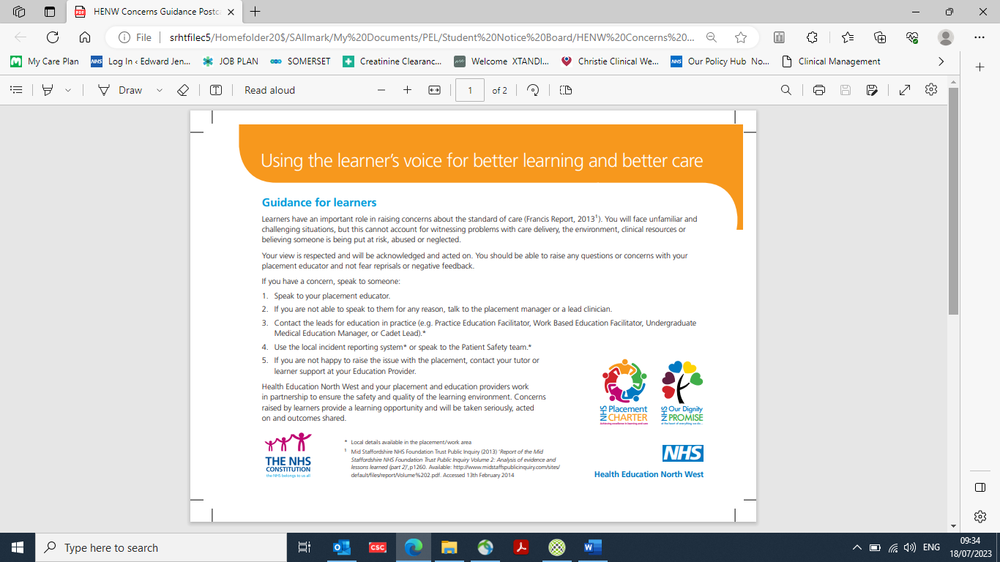 HENW Concerns Guidance Postca
File
srhtfilec5/Homefolder20$/SAllmark/My%20Documents/PEL/Student%20Notice%20Board/HENW%20Concerns%20...
My Care Plan
NHS Log In ‹ Edward Jen...
JOB PLAN
SOMERSET
Creatinine Clearanc...
Welcome XTANDI...
Christie Clinical We...
NHS Our Policy Hub No...
Clinical Management
Draw
Read aloud
1 of 2
Using the learner's voice for better learning and better care
Guidance for learners
Learners have an important role in raising concerns about the standard of care (Francis Report, 2013¹). You will face unfamiliar and
challenging situations, but this cannot account for witnessing problems with care delivery, the environment, clinical resources or
believing someone is being put at risk, abused or neglected.
Your view is respected and will be acknowledged and acted on. You should be able to raise any questions or concerns with your
placement educator and not fear reprisals or negative feedback.
If you have a concern, speak to someone:
1. Speak to your placement educator.
2. If you are not able to speak to them for any reason, talk to the placement manager or a lead clinician.
3. Contact the leads for education in practice (e.g. Practice Education Facilitator, Work Based Education Facilitator, Undergraduate
Medical Education Manager, or Cadet Lead).*
4. Use the local incident reporting system* or speak to the Patient Safety team.*
5. If you are not happy to raise the issue with the placement, contact your tutor or
learner support at your Education Provider.
Health Education North West and your placement and education providers work
in partnership to ensure the safety and quality of the learning environment. Concerns
raised by learners provide a learning opportunity and will be taken seriously, acted
on and outcomes shared.
NHS Placement
CHARTER
Achieving excellence in learning and care
NHS Our Dignity
PROMISE
at the heart of everything we do...
THE NHS
CONSTITUTION
the NHS belongs to us all
* Local details available in the placement/work area
¹ Mid Staffordshire NHS Foundation Trust Public Inquiry (2013) 'Report of the Mid
Staffordshire NHS Foundation Trust Public Inquiry Volume 2: Analysis of evidence and
lessons learned (part 2)', p1260. Available: http://www.midstaffspublicinquiry.com/sites/
default/files/report/Volume%202.pdf. Accessed 13th February 2014
NHS
Health Education North West
Type here to search
CSC
ENG
09:34
18/07/2023